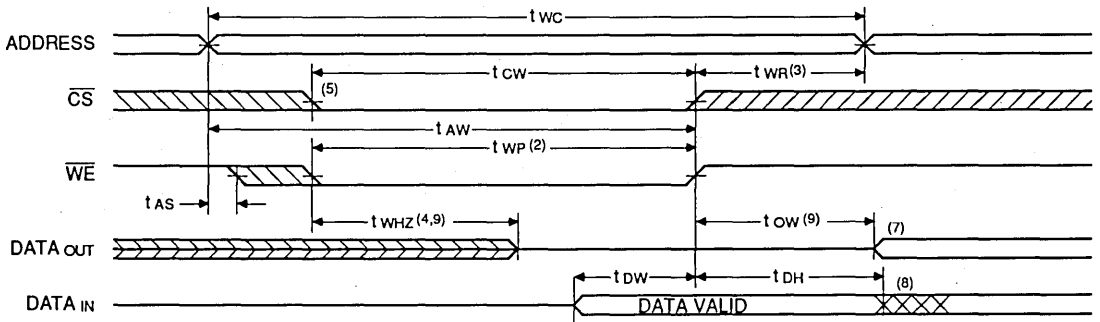 t WC
ADDRESS
t CW
t WR (3)
CS
(5)
t AW
t WP (2)
WE
t AS
t WHZ (4,9)
t OW (9)
DATA OUT
(7)
t DW
t DH
DATA IN
DATA VALID
(8)